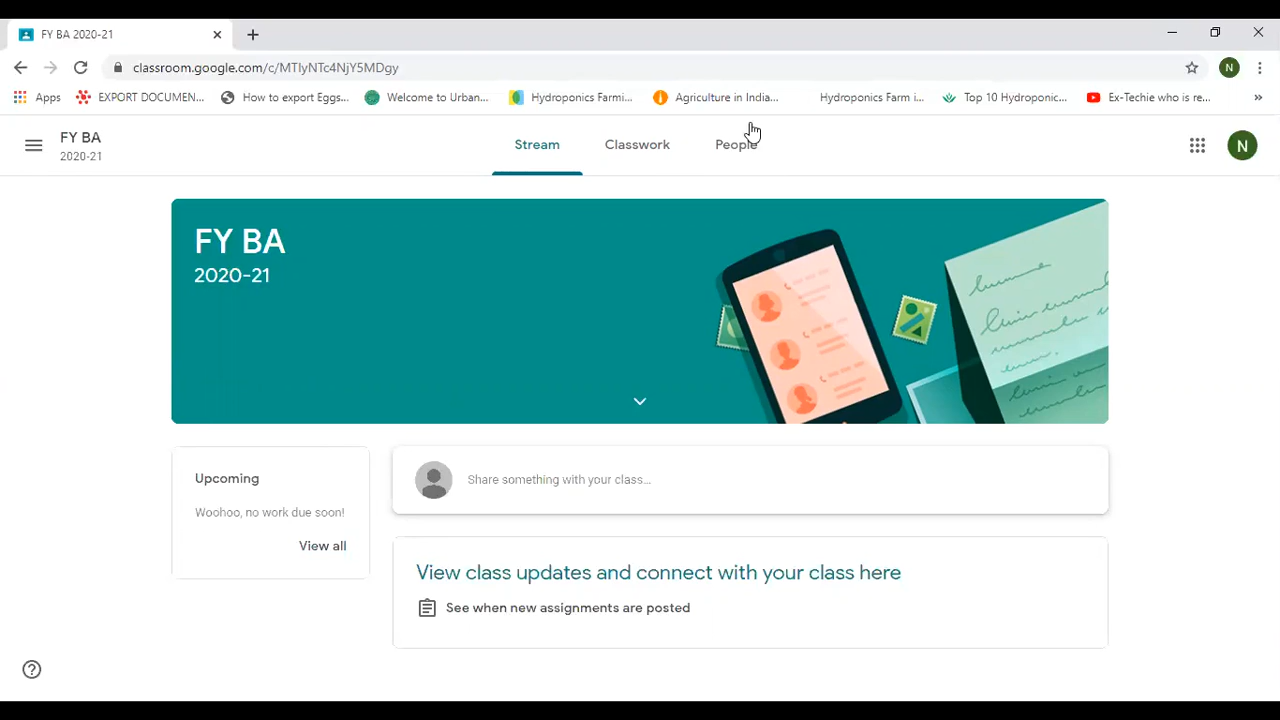 FY BA 2020-21
classroom.google.com/c/MTIyNTc4NjY5MDgy
N
Apps
EXPORT DOCUMEN...
How to export Eggs...
Welcome to Urban...
Hydroponics Farmi...
Agriculture in India...
Hydroponics Farm i...
Top 10 Hydroponic...
Ex-Techie who is re...
»
FY BA
2020-21
Stream
Classwork
People
N
FY BA
2020-21
Upcoming
Woohoo, no work due soon!
View all
Share something with your class...
View class updates and connect with your class here
See when new assignments are posted